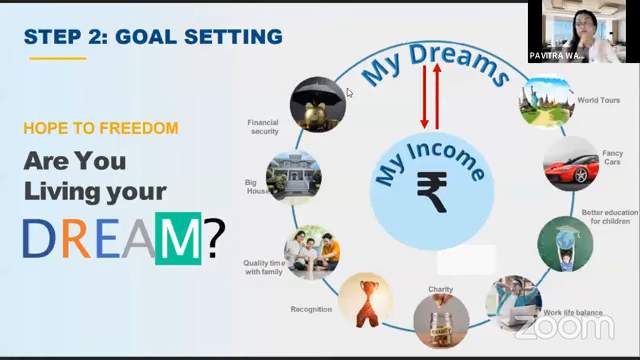 STEP 2: GOAL SETTING
PAVITRA WA...
HOPE TO FREEDOM
Are You
Living your
DREAM?
My Dreams
My Income
₹
World Tours
Fancy
Cars
Better education
for children
Work life balance
Charity
Recognition
Quality time
with family
Big
House
Financial
security
zoom